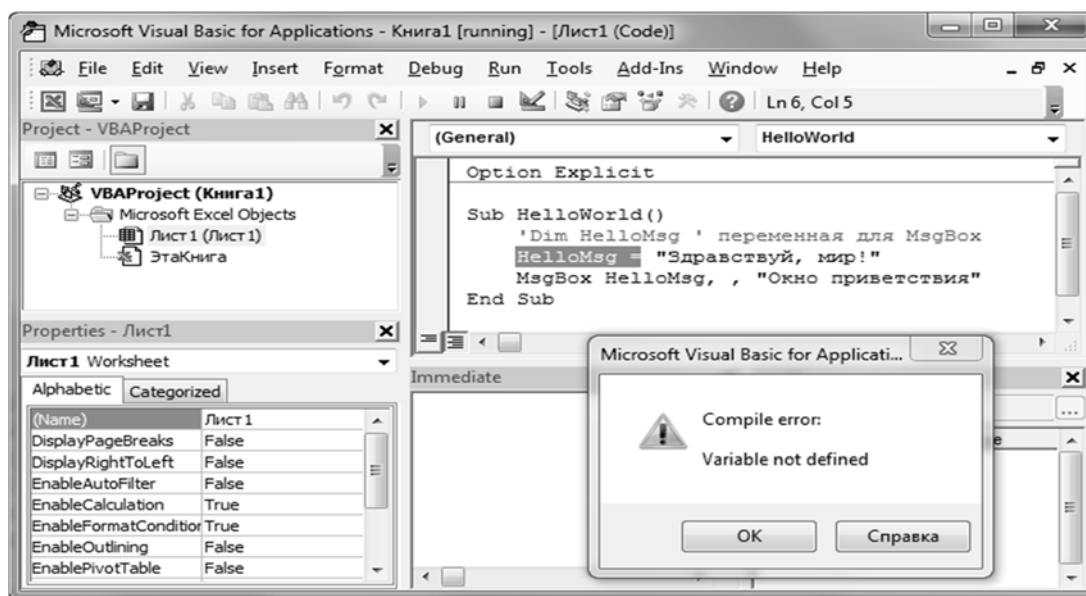 Microsoft Visual Basic for Applications - Книга1 [running] - [Лист1 (Code)]
File Edit View Insert Format Debug Run Tools Add-Ins Window Help
Ln 6, Col 5
Project - VBAProject
VBAProject (Книга1)
Microsoft Excel Objects
Лист1 (Лист1)
ЭтаКнига
(General) HelloWorld
Option Explicit
Sub HelloWorld()
'Dim HelloMsg ' переменная для MsgBox
HelloMsg = "Здравствуй, мир!"
MsgBox HelloMsg, , "Окно приветствия"
End Sub
Properties - Лист1
Лист1 Worksheet
Alphabetic Categorized
(Name) Лист1
DisplayPageBreaks False
DisplayRightToLeft False
EnableAutoFilter False
EnableCalculation True
EnableFormatCondition True
EnableOutlining False
EnablePivotTable False
Immediate
Microsoft Visual Basic for Applicati...
Compile error:
Variable not defined
OK Справка